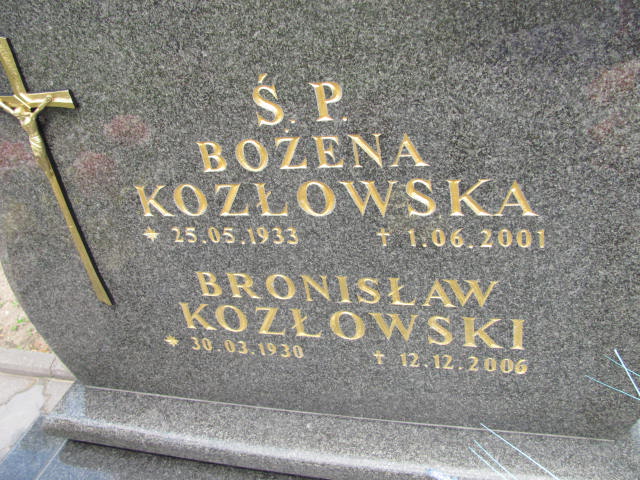 Ś. P.
BOŻENA
KOZŁOWSKA
* 25.05.1933 † 1.06.2001
BRONISŁAW
KOZŁOWSKI
* 30.03.1930 † 12.12.2006